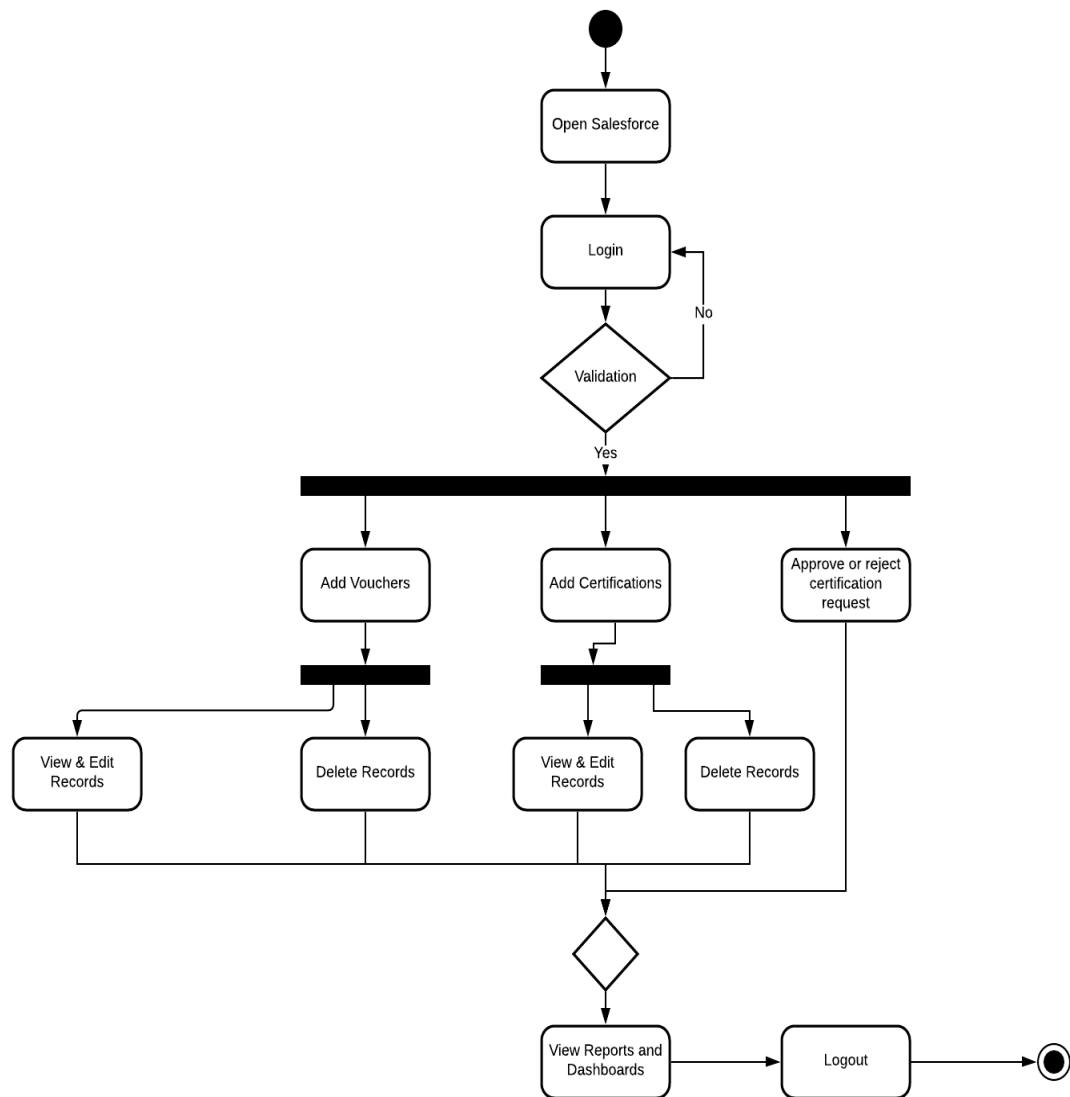 Open Salesforce
Login
No
Validation
Yes
Add Vouchers
Add Certifications
Approve or reject
certification
request
View & Edit
Records
Delete Records
View & Edit
Records
Delete Records
View Reports and
Dashboards
Logout